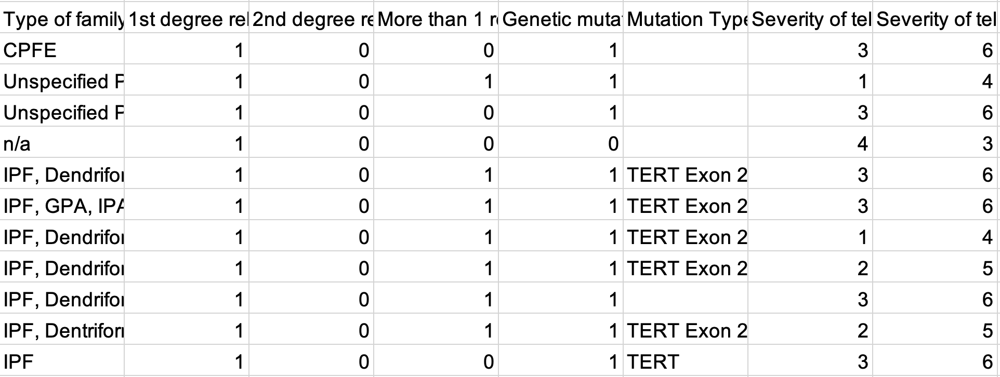 Type of family 1st degree rel 2nd degree re More than 1 r Genetic muta Mutation Type Severity of tel Severity of tel
CPFE 1 0 0 1 3 6
Unspecified P 1 0 1 1 1 4
Unspecified P 1 0 0 1 3 6
n/a 1 0 0 0 4 3
IPF, Dendrifor 1 0 1 1 TERT Exon 2 3 6
IPF, GPA, IPA 1 0 1 1 TERT Exon 2 3 6
IPF, Dendrifor 1 0 1 1 TERT Exon 2 1 4
IPF, Dendrifor 1 0 1 1 TERT Exon 2 2 5
IPF, Dendrifor 1 0 1 1 3 6
IPF, Dentriforn 1 0 1 1 TERT Exon 2 2 5
IPF 1 0 0 1 TERT 3 6